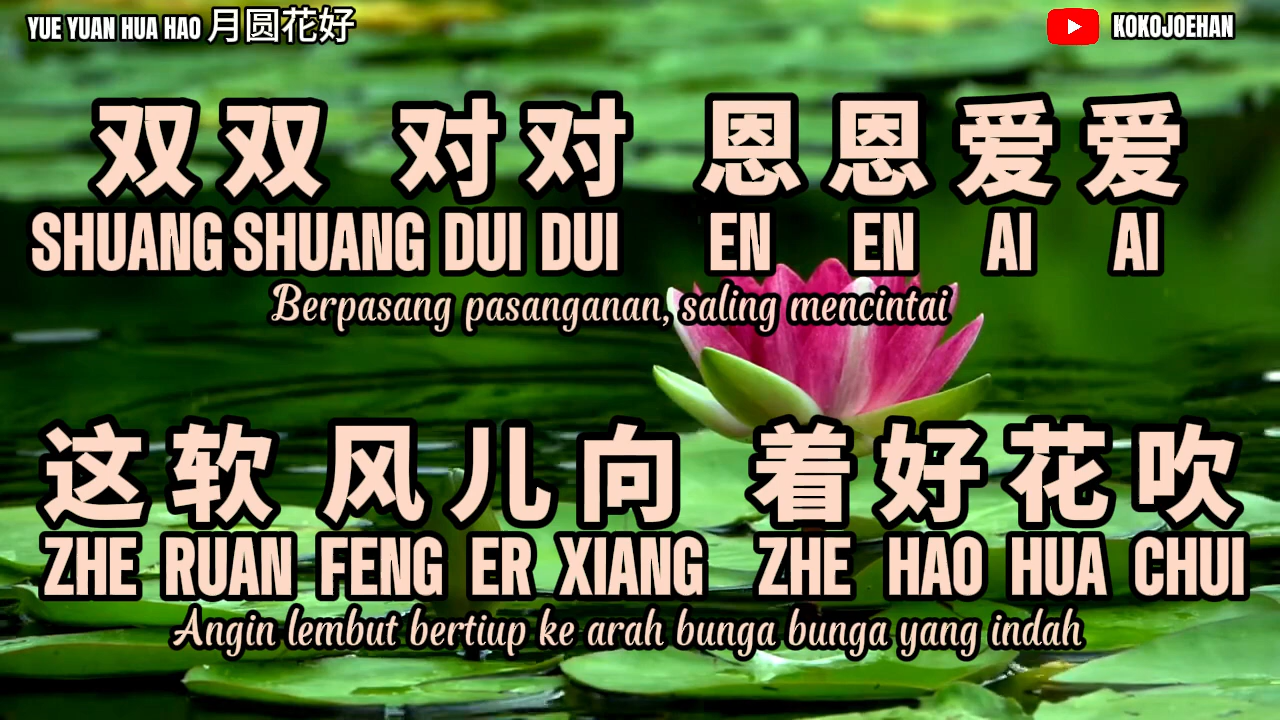 YUE YUAN HUA HAO 月圆花好
KOKOJOEHAN
双双 对对 恩恩爱爱
SHUANG SHUANG DUI DUI EN EN AI AI
Berpasang pasanganan, saling mencintai
这软 风儿向 着好花吹
ZHE RUAN FENG ER XIANG ZHE HAO HUA CHUI
Angin lembut bertiup ke arah bunga bunga yang indah